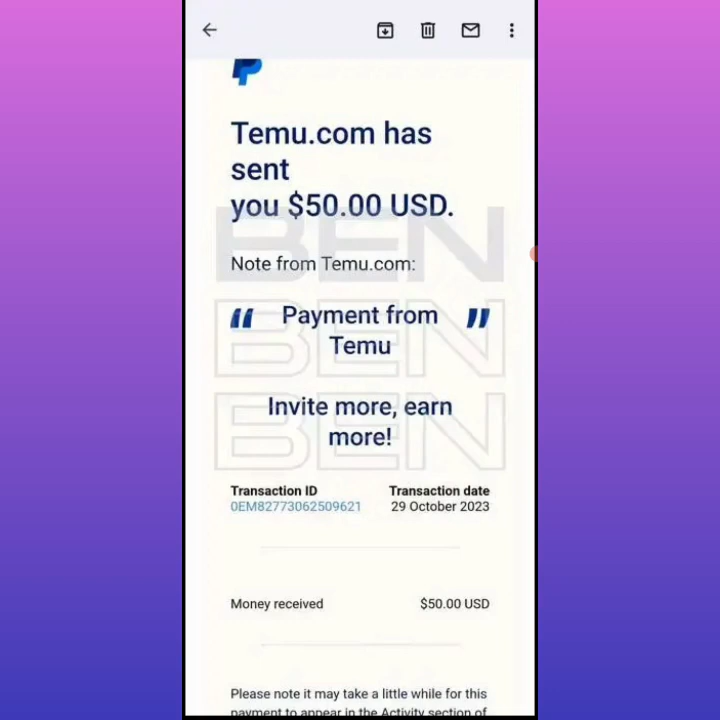 Temu.com has
sent
you $50.00 USD.
BEN
Note from Temu.com:
“ Payment from ”
Temu
BEN
Invite more, earn
more!
BEN
Transaction ID Transaction date
0EM82773062509621 29 October 2023
Money received $50.00 USD
Please note it may take a little while for this
payment to appear in the Activity section of